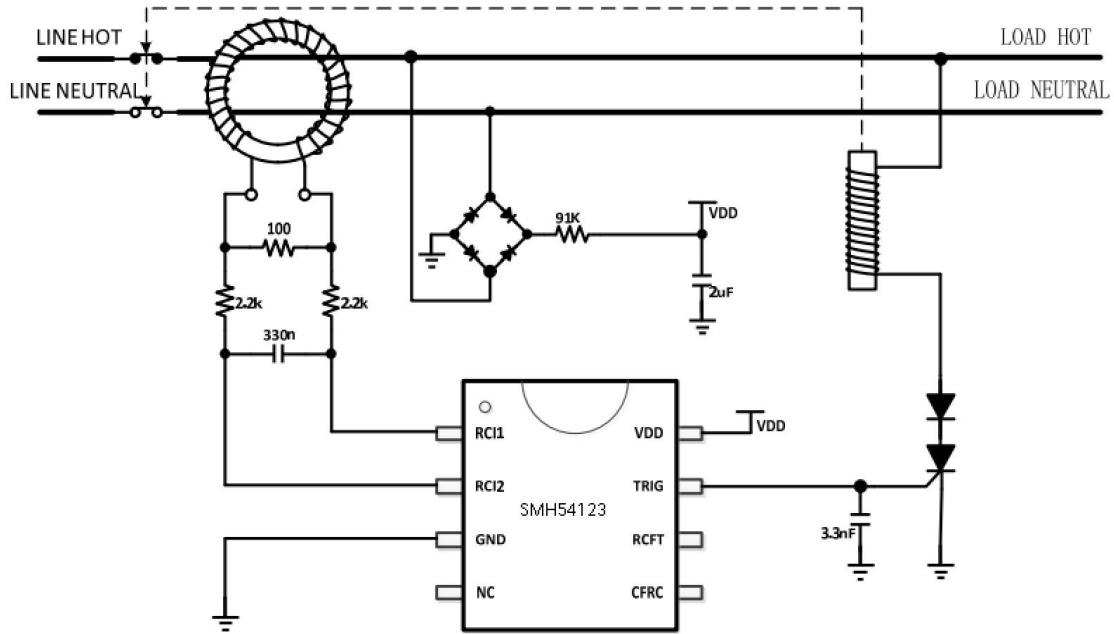 LINE HOT
LOAD HOT
LINE NEUTRAL
LOAD NEUTRAL
100
91K
VDD
2.2k
2.2k
2uF
330n
RCI1
VDD
VDD
RCI2
TRIG
SMH54123
GND
RCFT
3.3nF
NC
CFRC